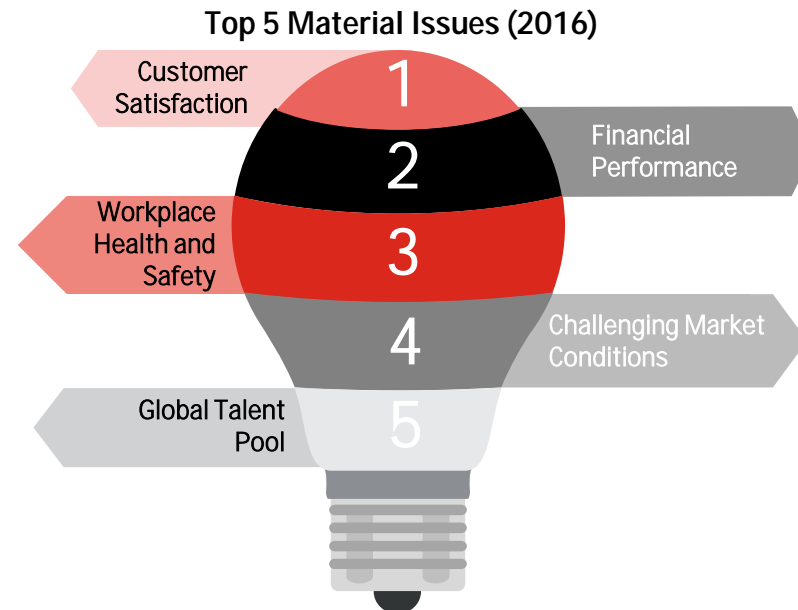 Top 5 Material Issues (2016)
Customer
Satisfaction
1
2
Financial
Performance
Workplace
Health and
Safety
3
4
Challenging Market
Conditions
Global Talent
Pool
5